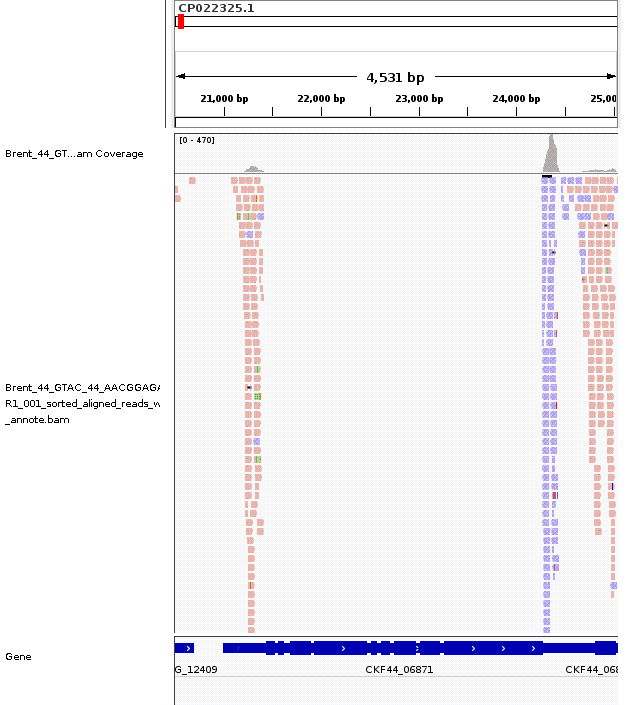 CP022325.1
4,531 bp
21,000 bp 22,000 bp 23,000 bp 24,000 bp 25,00
[0 - 470]
Brent_44_GT...am Coverage
Brent_44_GTAC_44_AACGGAGA
R1_001_sorted_aligned_reads_w
_annote.bam
Gene
G_12409 CKF44_06871 CKF44_068